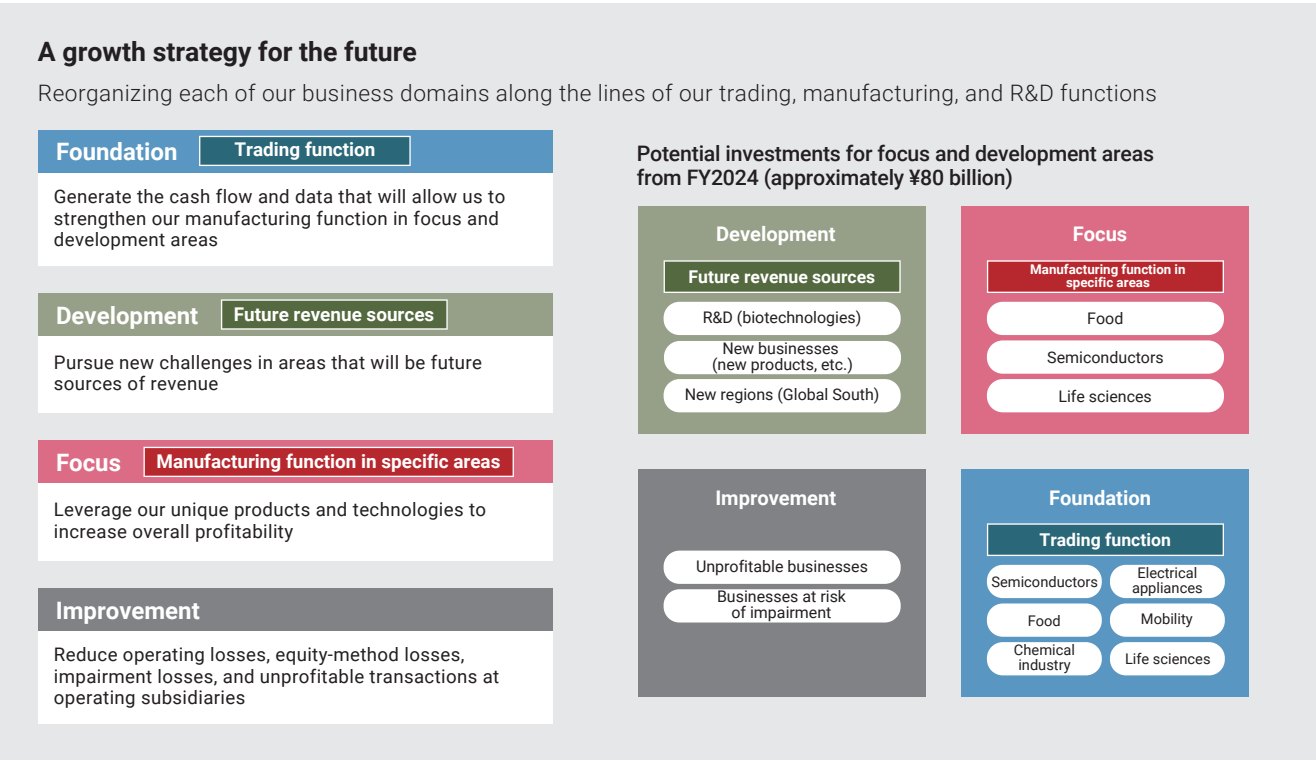 A growth strategy for the future
Reorganizing each of our business domains along the lines of our trading, manufacturing, and R&D functions
Foundation
Trading function
Generate the cash flow and data that will allow us to
strengthen our manufacturing function in focus and
development areas
Development
Future revenue sources
Pursue new challenges in areas that will be future
sources of revenue
Focus
Manufacturing function in specific areas
Leverage our unique products and technologies to
increase overall profitability
Improvement
Reduce operating losses, equity-method losses,
impairment losses, and unprofitable transactions at
operating subsidiaries
Potential investments for focus and development areas
from FY2024 (approximately ¥80 billion)
Development
Future revenue sources
R&D (biotechnologies)
New businesses
(new products, etc.)
New regions (Global South)
Focus
Manufacturing function in
specific areas
Food
Semiconductors
Life sciences
Improvement
Unprofitable businesses
Businesses at risk
of impairment
Foundation
Trading function
Semiconductors
Electrical
appliances
Food
Mobility
Chemical
industry
Life sciences